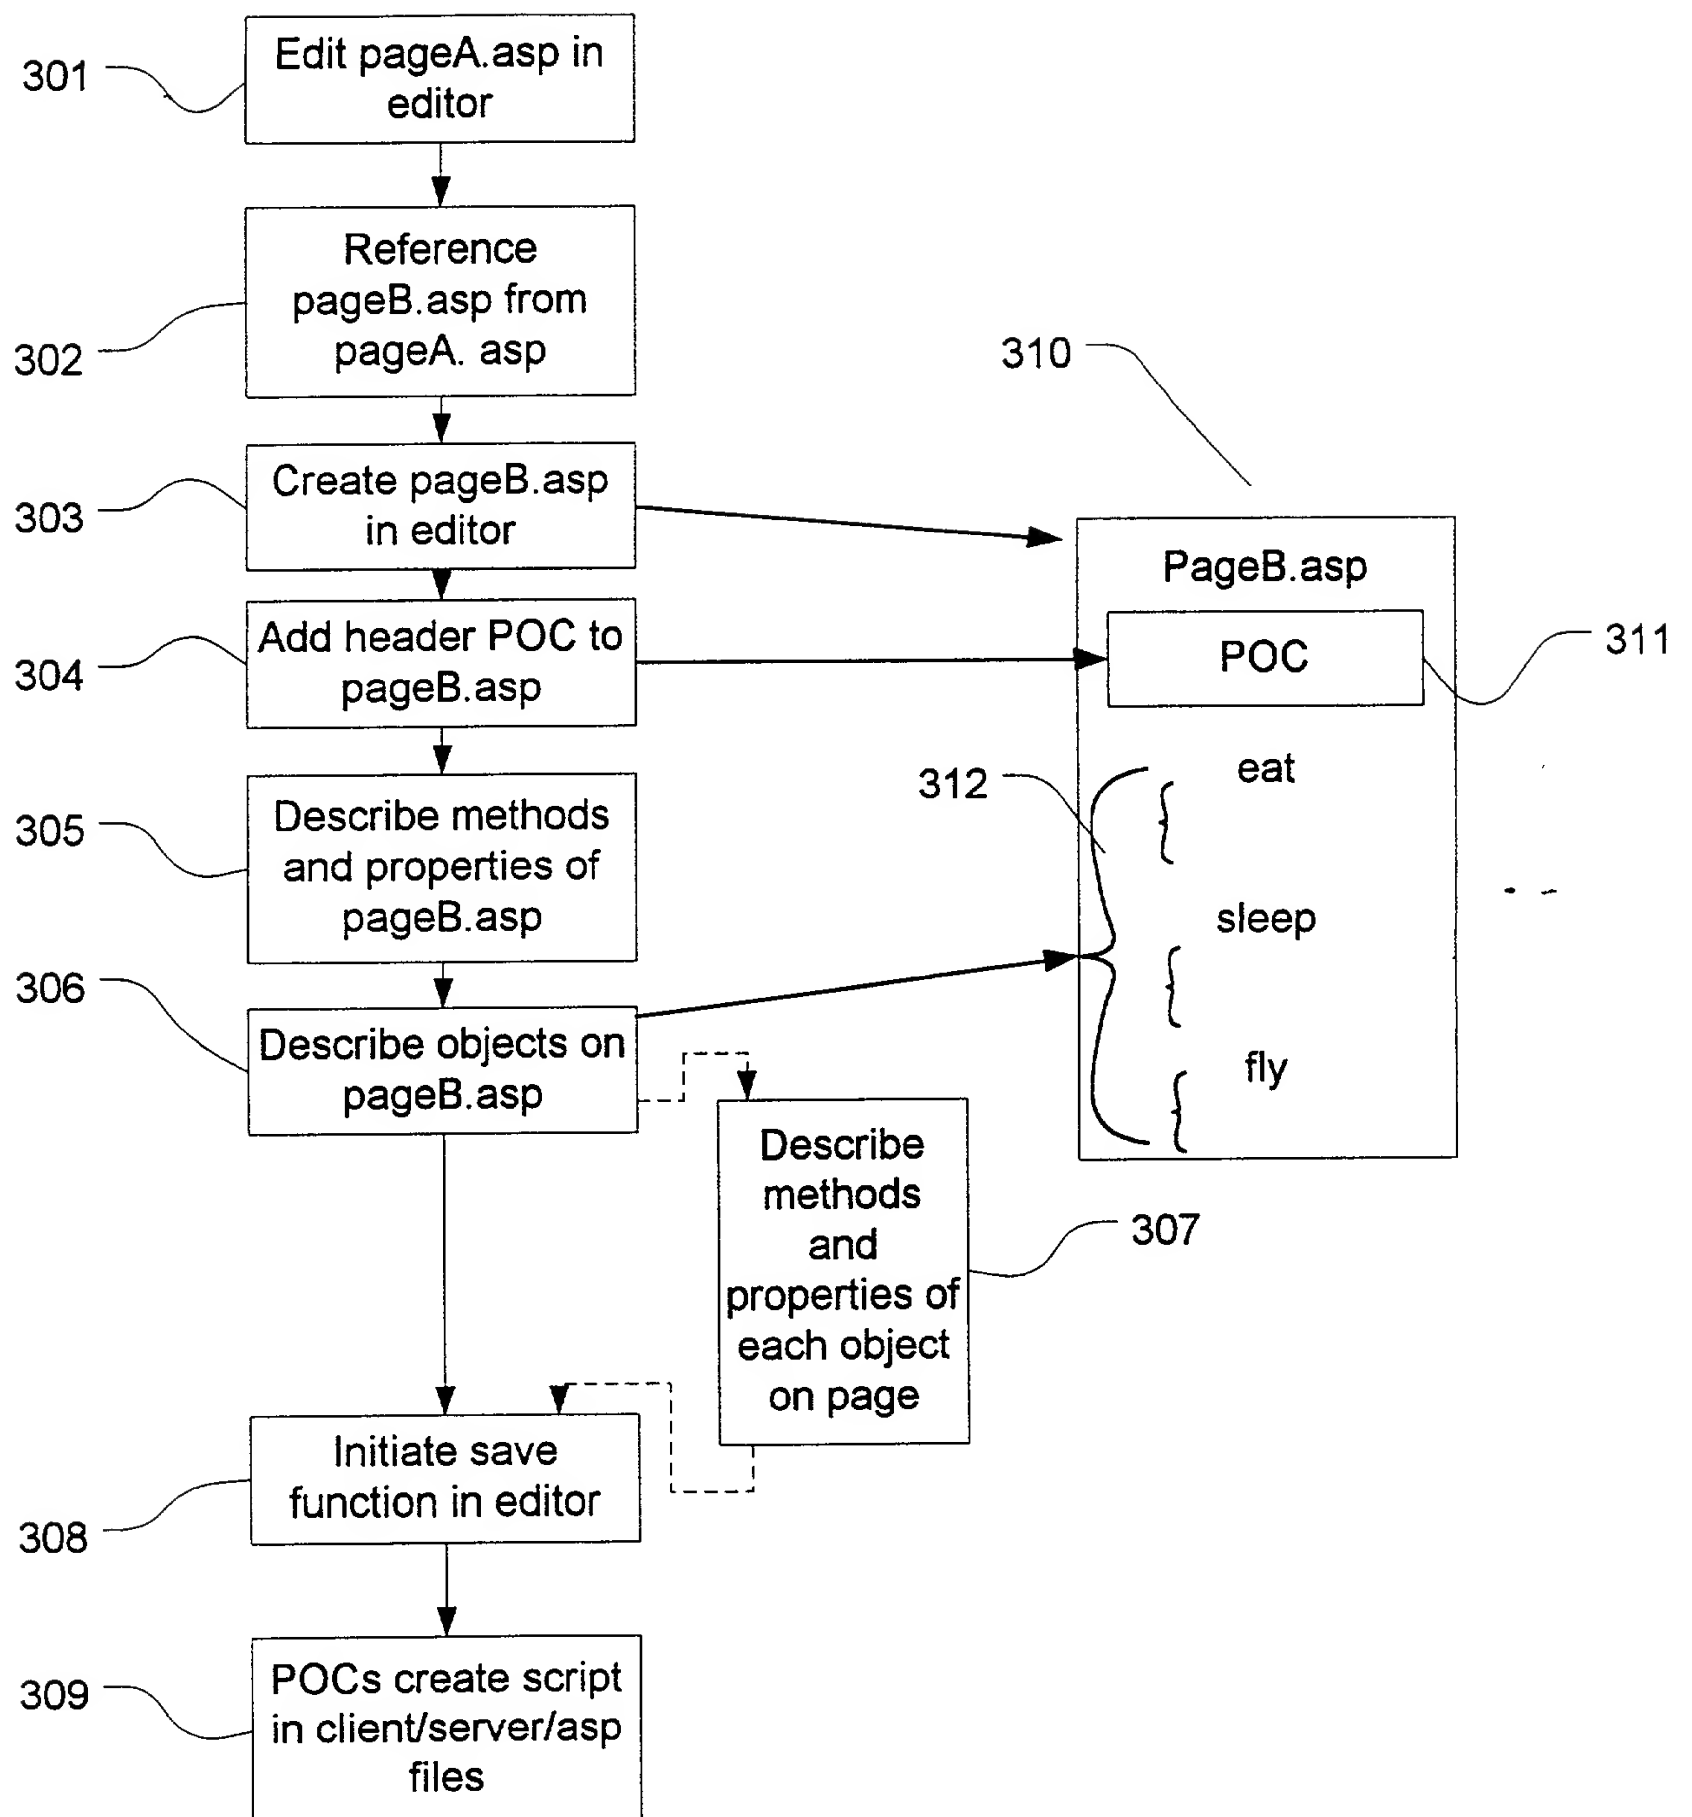 301
Edit pageA.asp in
editor
302
Reference
pageB.asp from
pageA. asp
303
Create pageB.asp
in editor
304
Add header POC to
pageB.asp
305
Describe methods
and properties of
pageB.asp
306
Describe objects on
pageB.asp
307
Describe
methods
and
properties of
each object
on page
308
Initiate save
function in editor
309
POCs create script
in client/server/asp
files
310
PageB.asp
POC
311
312
eat
sleep
fly